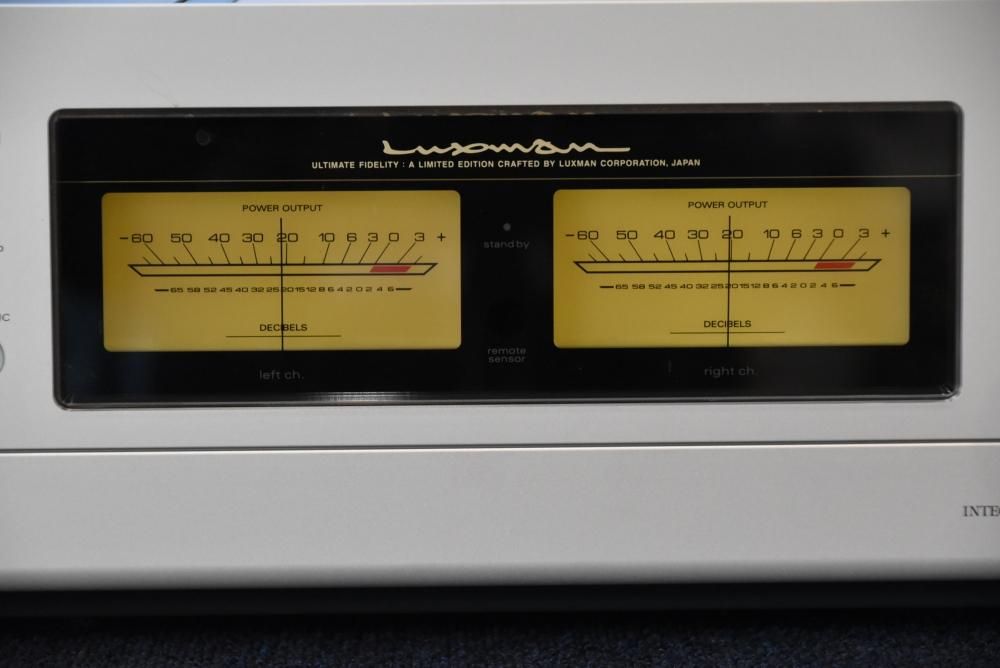 Luxman
ULTIMATE FIDELITY : A LIMITED EDITION CRAFTED BY LUXMAN CORPORATION, JAPAN
POWER OUTPUT
−60 50 40 30 20 10 6 3 0 3 +
65 58 52 45 40 32 25 20 15 12 8 6 4 2 0 2 4 6
DECIBELS
left ch.
standby
remote
sensor
POWER OUTPUT
−60 50 40 30 20 10 6 3 0 3 +
65 58 52 45 40 32 25 20 15 12 8 6 4 2 0 2 4 6
DECIBELS
right ch.